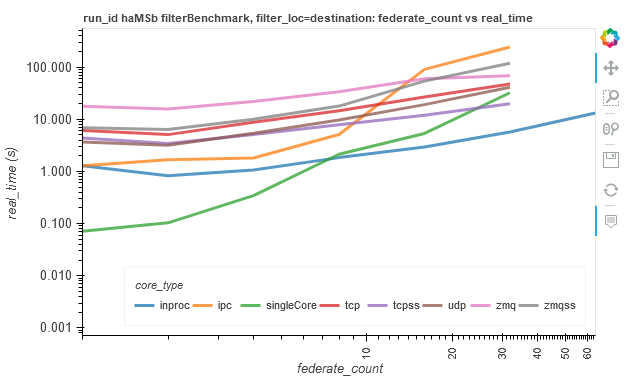 run_id haMSb filterBenchmark, filter_loc=destination: federate_count vs real_time
100.000
10.000
1.000
0.100
0.010
0.001
real_time (s)
core_type
inproc ipc singleCore tcp tcpss udp zmq zmqss
10 20 30 40 50 60
federate_count